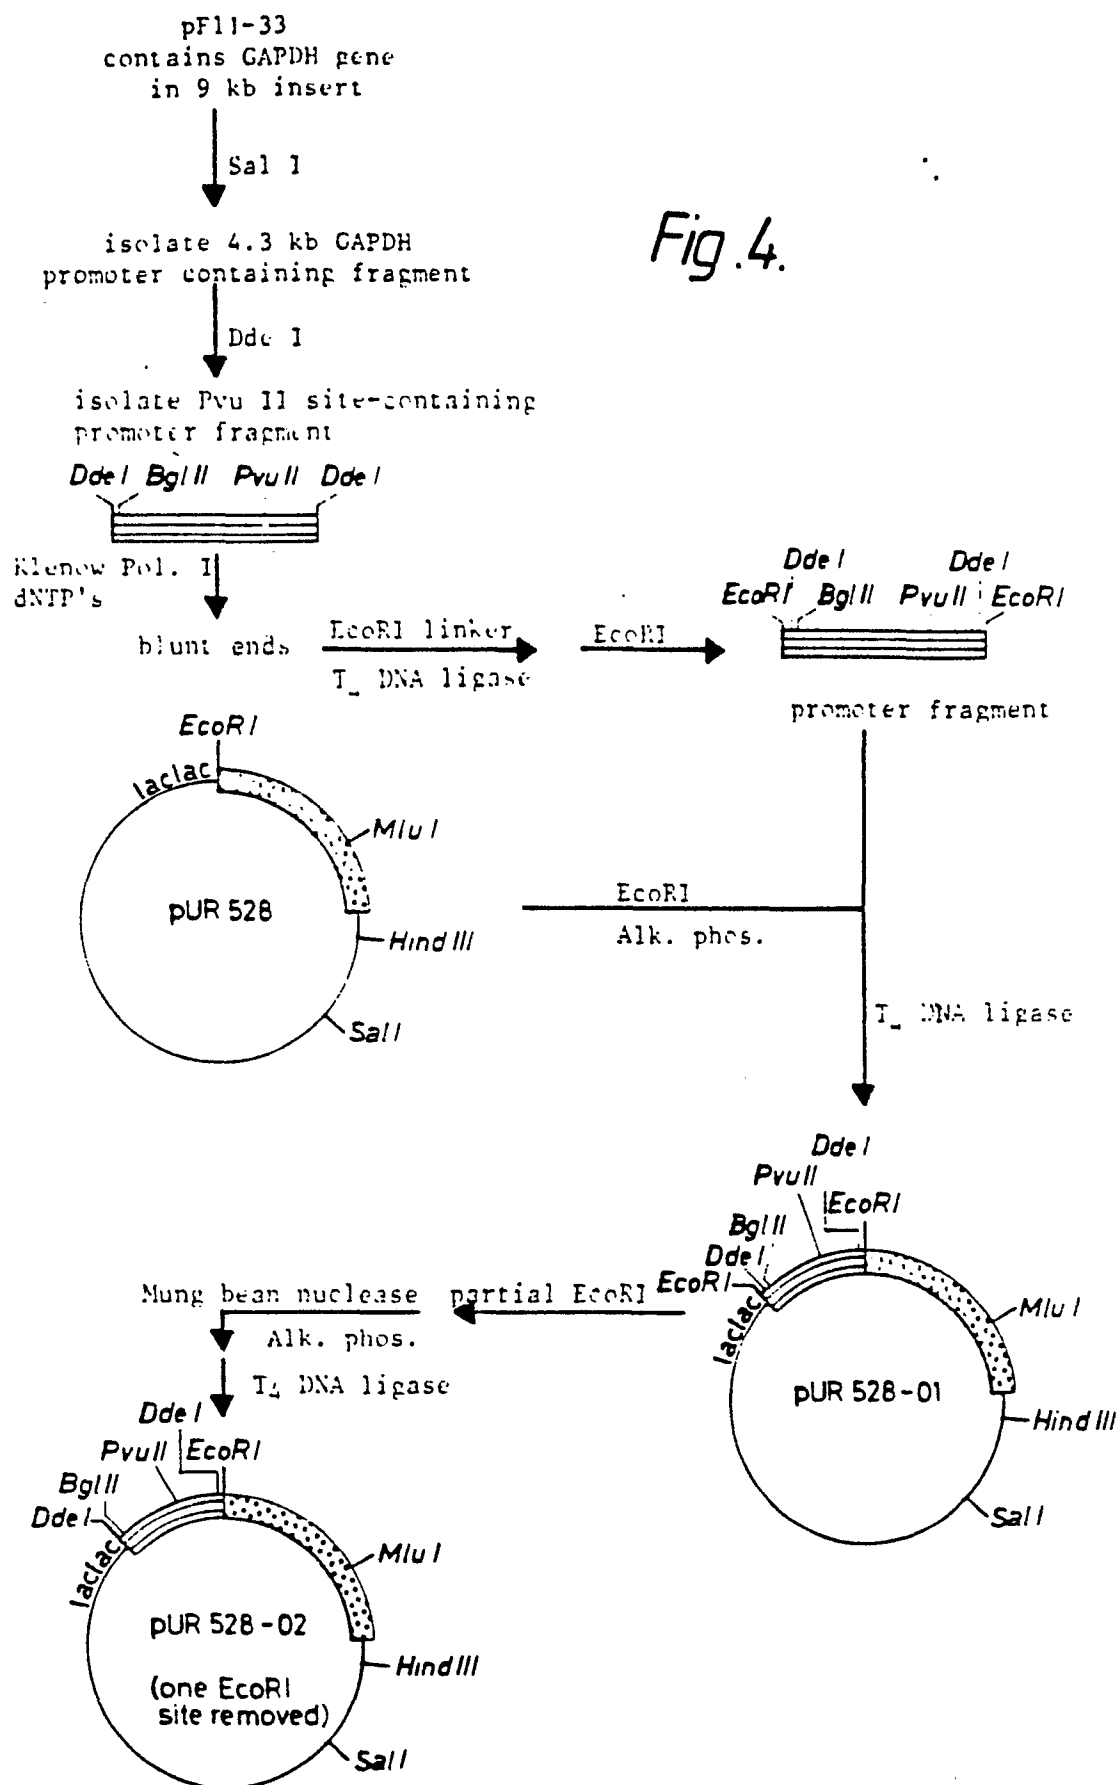 pF11-33
contains GAPDH gene
in 9 kb insert
Sal I
isolate 4.3 kb GAPDH
promoter containing fragment
Fig.4.
Dde I
isolate Pvu II site-containing
promoter fragment
DdeI BglII PvuII DdeI
Klenow Pol. I
dNTP's
blunt ends
EcoRI linker
T DNA ligase
EcoRI
DdeI DdeI
EcoRI BglII PvuII EcoRI
promoter fragment
EcoRI
laclac
MluI
pUR 528
HindIII
SalI
EcoRI
Alk. phos.
T DNA ligase
DdeI
PvuII
EcoRI
BglII
DdeI
EcoRI
laclac
MluI
pUR 528-01
HindIII
SalI
partial EcoRI
Mung bean nuclease
Alk. phos.
T4 DNA ligase
DdeI
PvuII EcoRI
BglII
DdeI
laclac
MluI
pUR 528-02
HindIII
(one EcoRI
site removed)
SalI